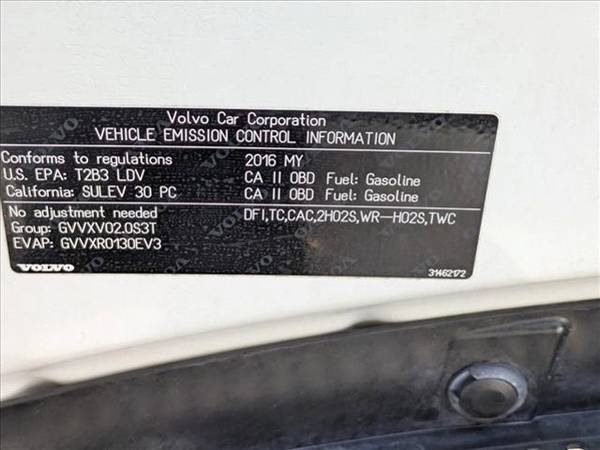 Volvo Car Corporation
VEHICLE EMISSION CONTROL INFORMATION
Conforms to regulations 2016 MY
U.S. EPA: T2B3 LDV CA II OBD Fuel: Gasoline
California: SULEV 30 PC CA II OBD Fuel: Gasoline
No adjustment needed DFI,TC,CAC,2HO2S,WR-HO2S,TWC
Group: GVVXV02.0S3T
EVAP: GVVXR0130EV3
VOLVO 31462172